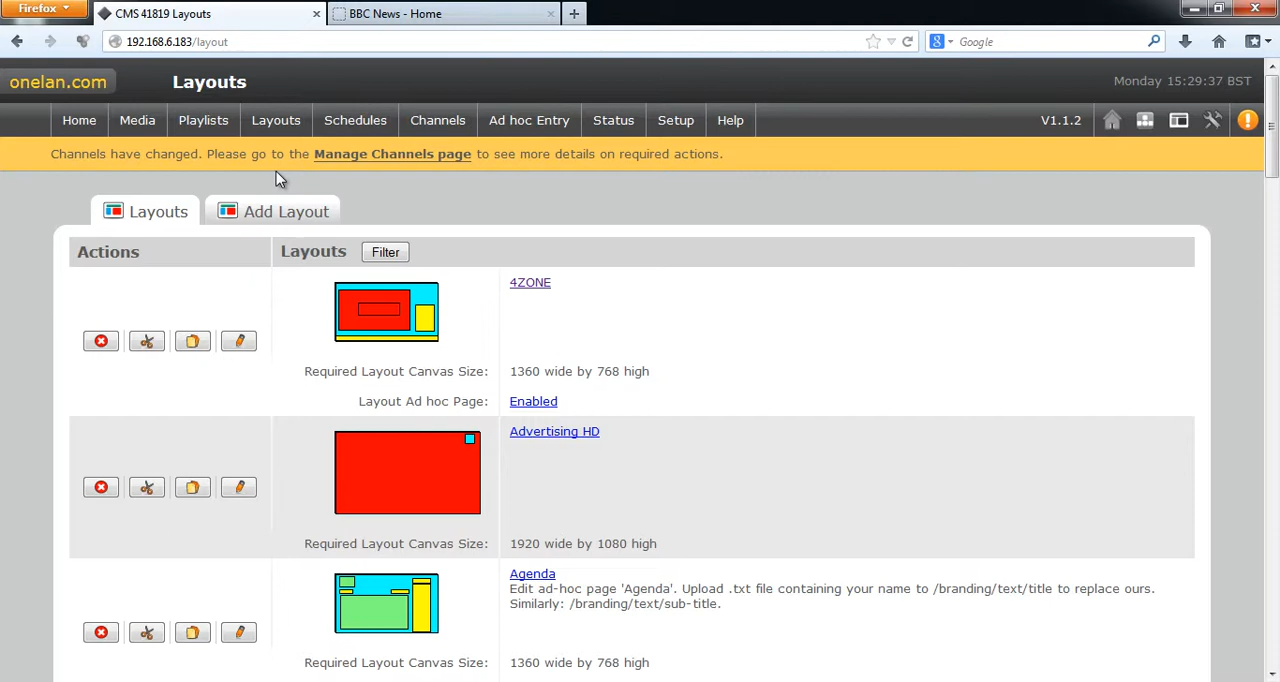 Firefox
CMS 41819 Layouts
BBC News - Home
192.168.6.183/layout
Google
onelan.com
Layouts
Monday 15:29:37 BST
Home
Media
Playlists
Layouts
Schedules
Channels
Ad hoc Entry
Status
Setup
Help
V1.1.2
Channels have changed. Please go to the Manage Channels page to see more details on required actions.
Layouts
Add Layout
Actions
Layouts
Filter
4ZONE
Required Layout Canvas Size: 1360 wide by 768 high
Layout Ad hoc Page: Enabled
Advertising HD
Required Layout Canvas Size: 1920 wide by 1080 high
Agenda
Edit ad-hoc page 'Agenda'. Upload .txt file containing your name to /branding/text/title to replace ours.
Similarly: /branding/text/sub-title.
Required Layout Canvas Size: 1360 wide by 768 high